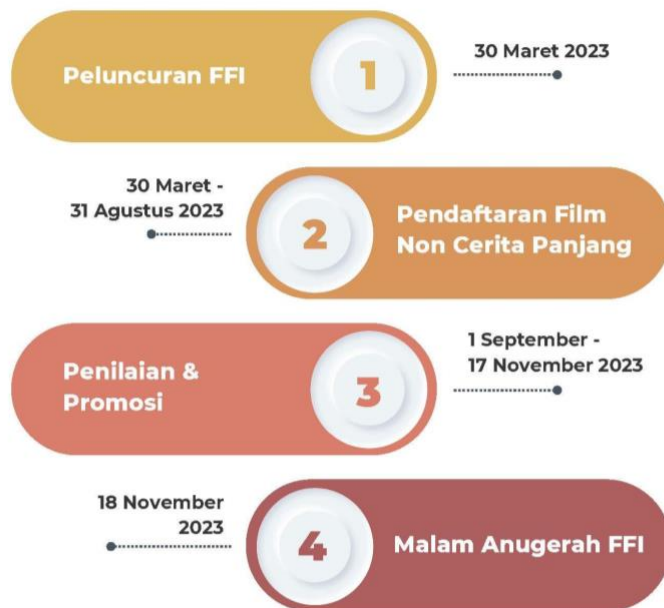 Peluncuran FFI
1
30 Maret 2023
30 Maret -
31 Agustus 2023
2
Pendaftaran Film
Non Cerita Panjang
Penilaian &
Promosi
3
1 September -
17 November 2023
18 November
2023
4
Malam Anugerah FFI